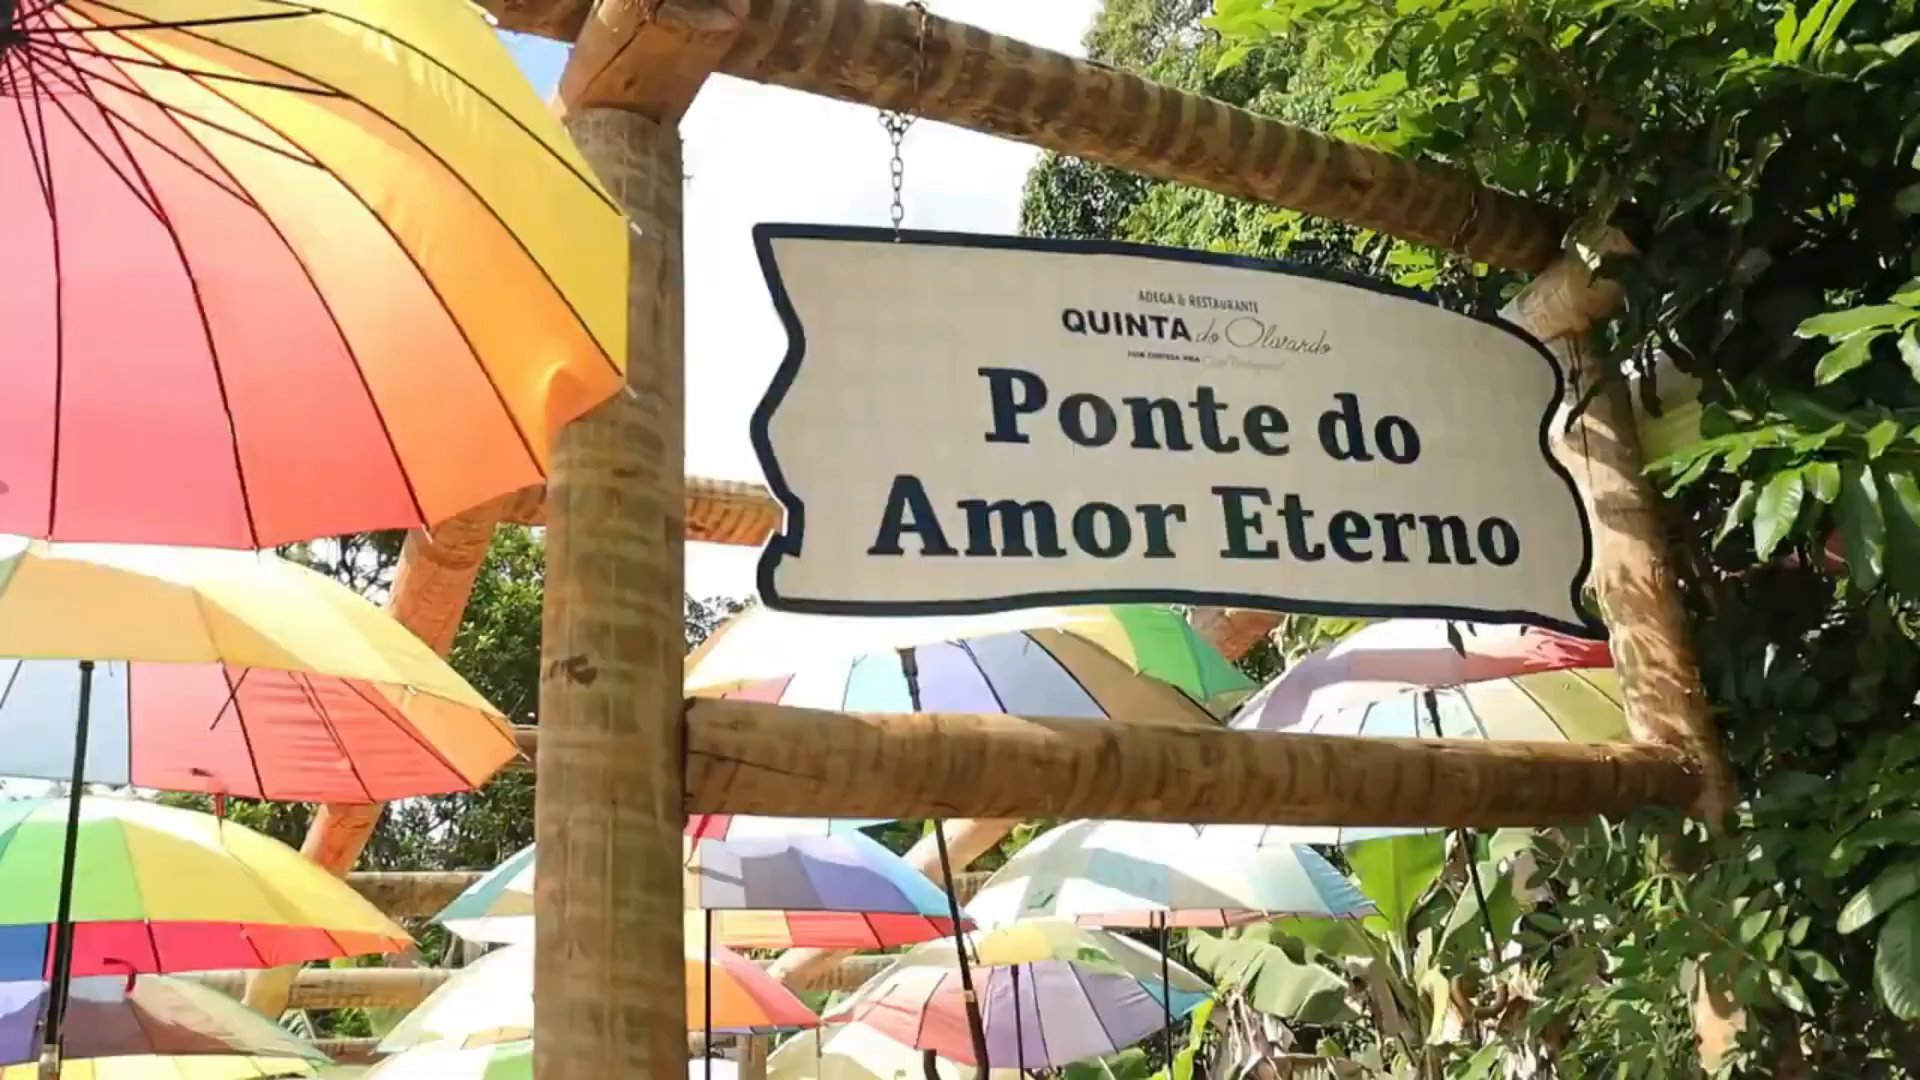 ADEGA & RESTAURANTE
QUINTA do Olivardo
Ponte do
Amor Eterno